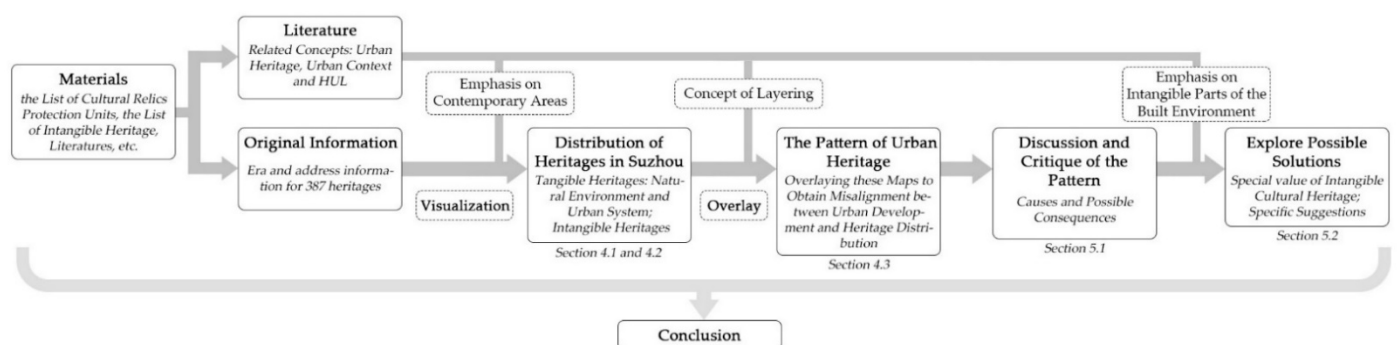 Materials
the List of Cultural Relics
Protection Units, the List
of Intangible Heritage,
Literatures, etc.
Literature
Related Concepts: Urban
Heritage, Urban Context
and HUL
Original Information
Era and address informa-
tion for 387 heritages
Emphasis on
Contemporary Areas
Visualization
Distribution of
Heritages in Suzhou
Tangible Heritages: Natu-
ral Environment and
Urban System;
Intangible Heritages
Section 4.1 and 4.2
Concept of Layering
Overlay
The Pattern of Urban
Heritage
Overlaying these Maps to
Obtain Misalignment be-
tween Urban Develop-
ment and Heritage Distri-
bution
Section 4.3
Discussion and
Critique of the
Pattern
Causes and Possible
Consequences
Section 5.1
Emphasis on
Intangible Parts of the
Built Environment
Explore Possible
Solutions
Special value of Intangible
Cultural Heritage;
Specific Suggestions
Section 5.2
Conclusion